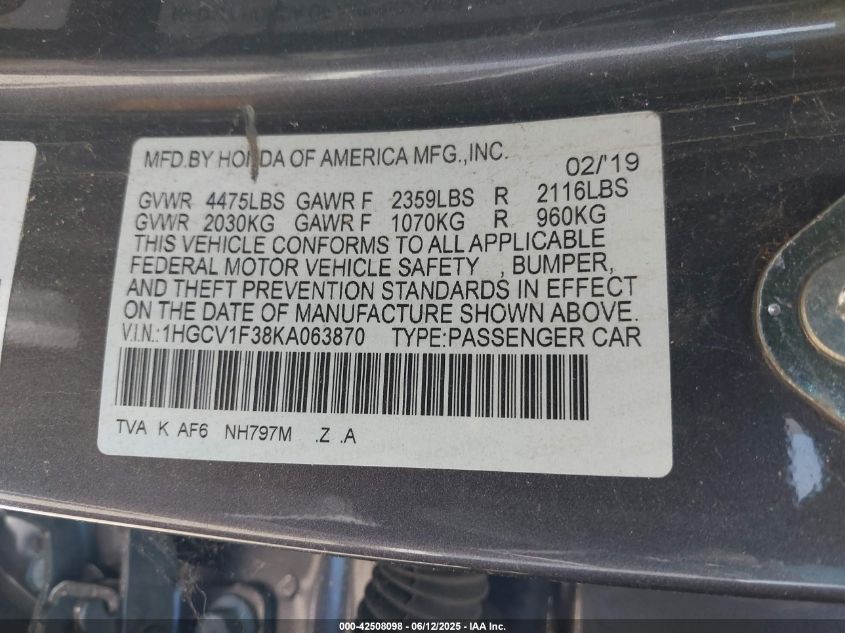 MFD.BY HONDA OF AMERICA MFG.,INC. 02/'19
GVWR 4475LBS GAWR F 2359LBS R 2116LBS
GVWR 2030KG GAWR F 1070KG R 960KG
THIS VEHICLE CONFORMS TO ALL APPLICABLE
FEDERAL MOTOR VEHICLE SAFETY , BUMPER,
AND THEFT PREVENTION STANDARDS IN EFFECT
ON THE DATE OF MANUFACTURE SHOWN ABOVE.
V.I.N.:1HGCV1F38KA063870 TYPE:PASSENGER CAR
TVA K AF6 NH797M .Z .A
000-42508098 - 06/12/2025 - IAA Inc.